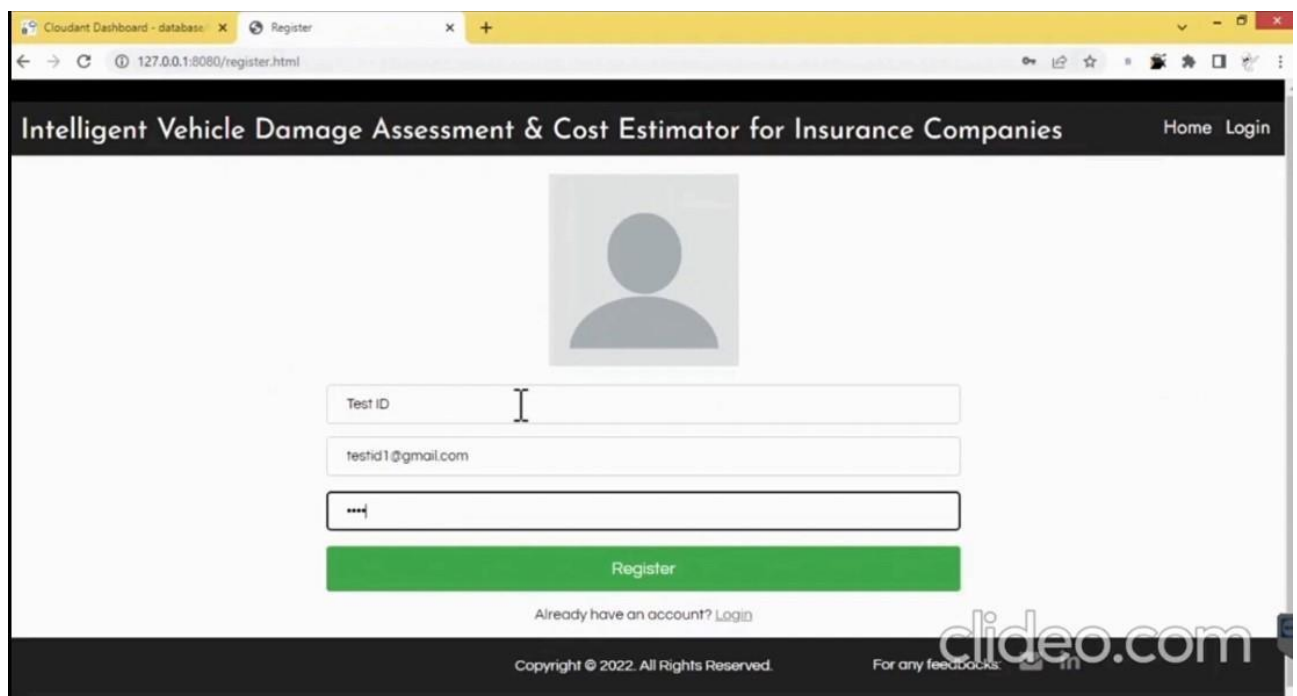 Cloudant Dashboard - database
Register
127.0.0.1:8080/register.html
Intelligent Vehicle Damage Assessment & Cost Estimator for Insurance Companies
Home Login
Test ID
testid1@gmail.com
••••
Register
Already have an account? Login
Copyright © 2022. All Rights Reserved.
For any feedbacks:
in
clideo.com